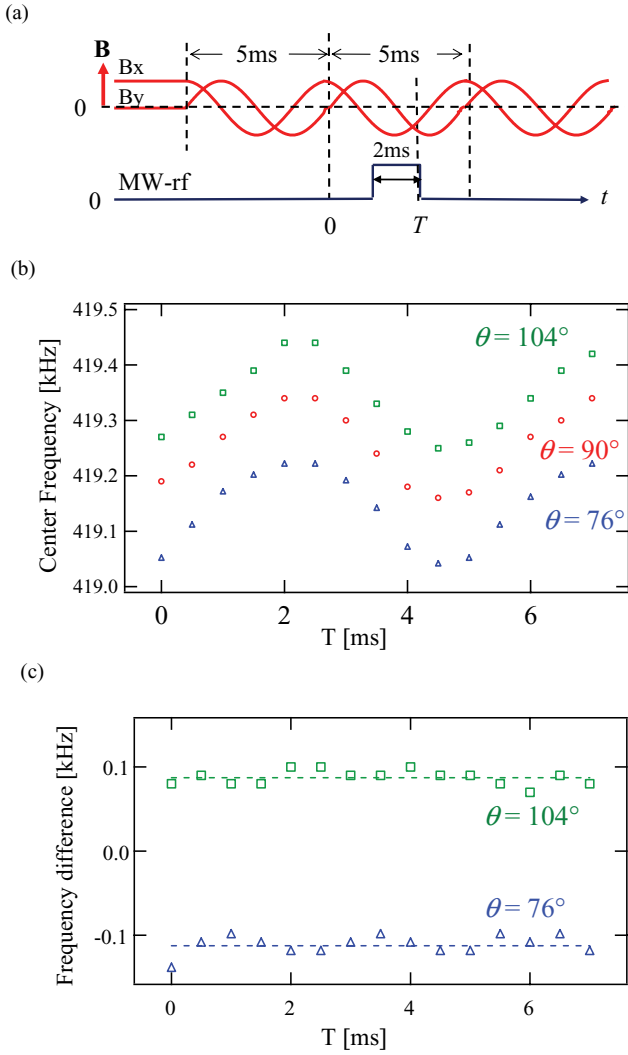 (a)
B
Bx
By
0
5ms
5ms
2ms
MW-rf
0
0
T
t
(b)
Center Frequency [kHz]
419.5
419.4
419.3
419.2
419.1
419.0
θ = 104°
θ = 90°
θ = 76°
0
2
4
6
T [ms]
(c)
Frequency difference [kHz]
0.1
0.0
-0.1
θ = 104°
θ = 76°
0
2
4
6
T [ms]